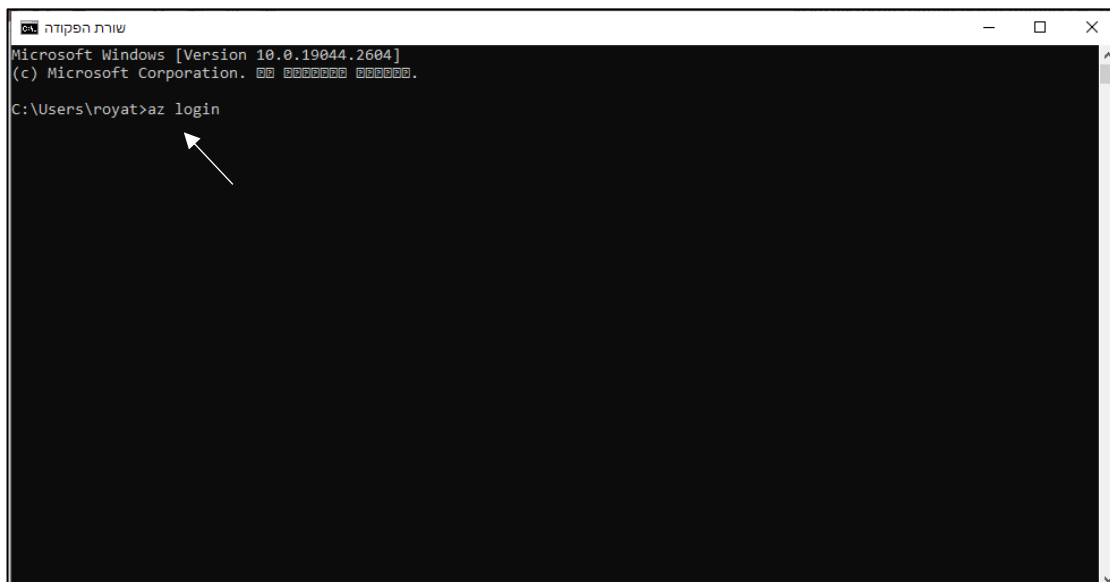 שורת הפקודה
Microsoft Windows [Version 10.0.19044.2604]
(c) Microsoft Corporation.
C:\Users\royat>az login